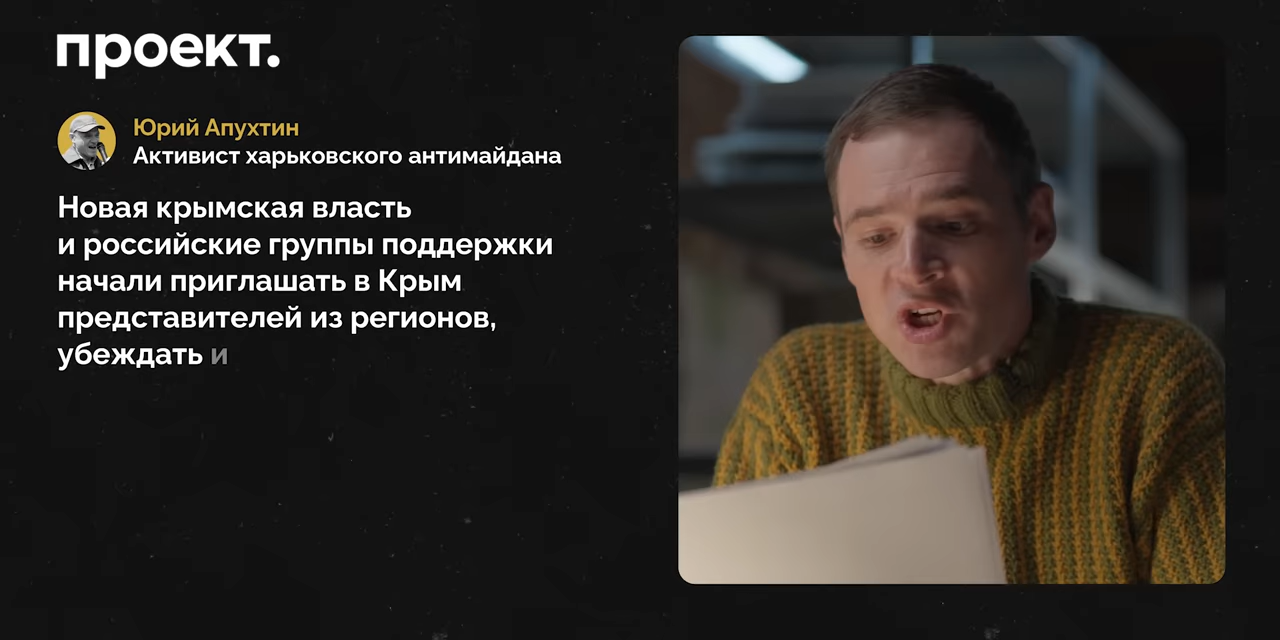 проект.
Юрий Апухтин
Активист харьковского антимайдана
Новая крымская власть
и российские группы поддержки
начали приглашать в Крым
представителей из регионов,
убеждать и